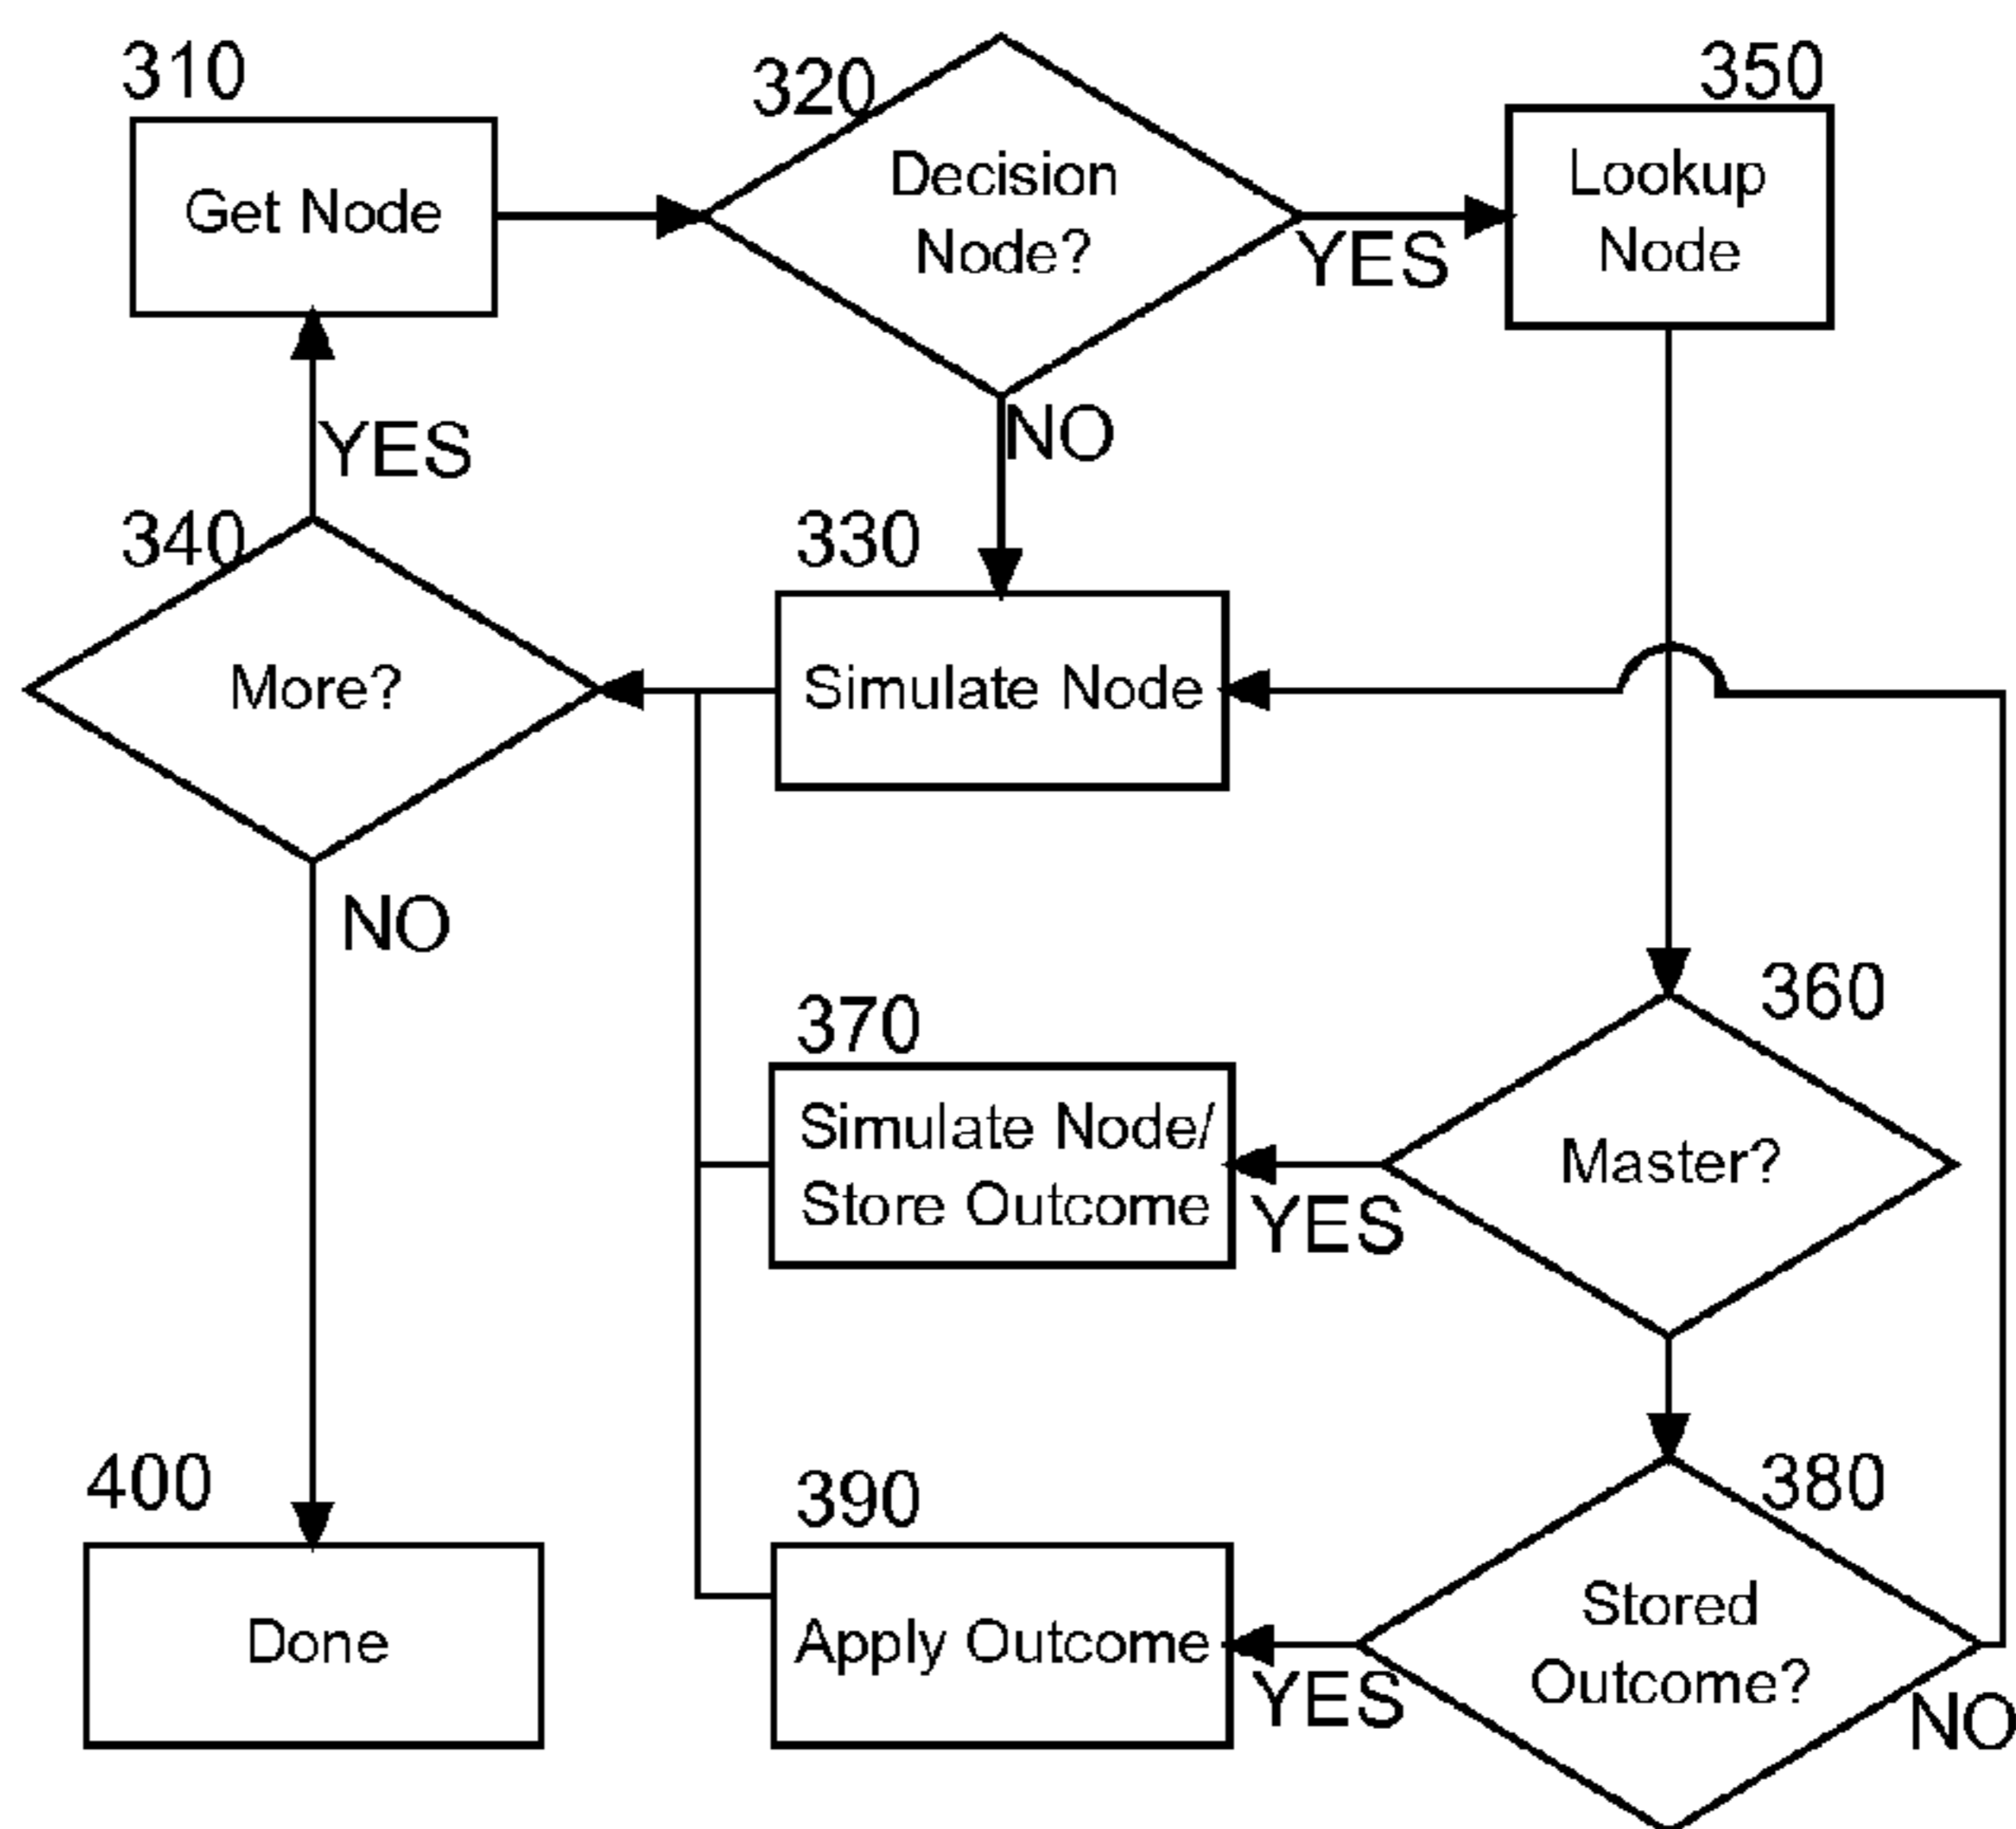 310
320
350
Get Node
Decision
Node?
Lookup
Node
YES
NO
YES
340
330
More?
Simulate Node
NO
360
370
Simulate Node/
Store Outcome
Master?
YES
400
390
380
Done
Apply Outcome
Stored
Outcome?
YES
NO